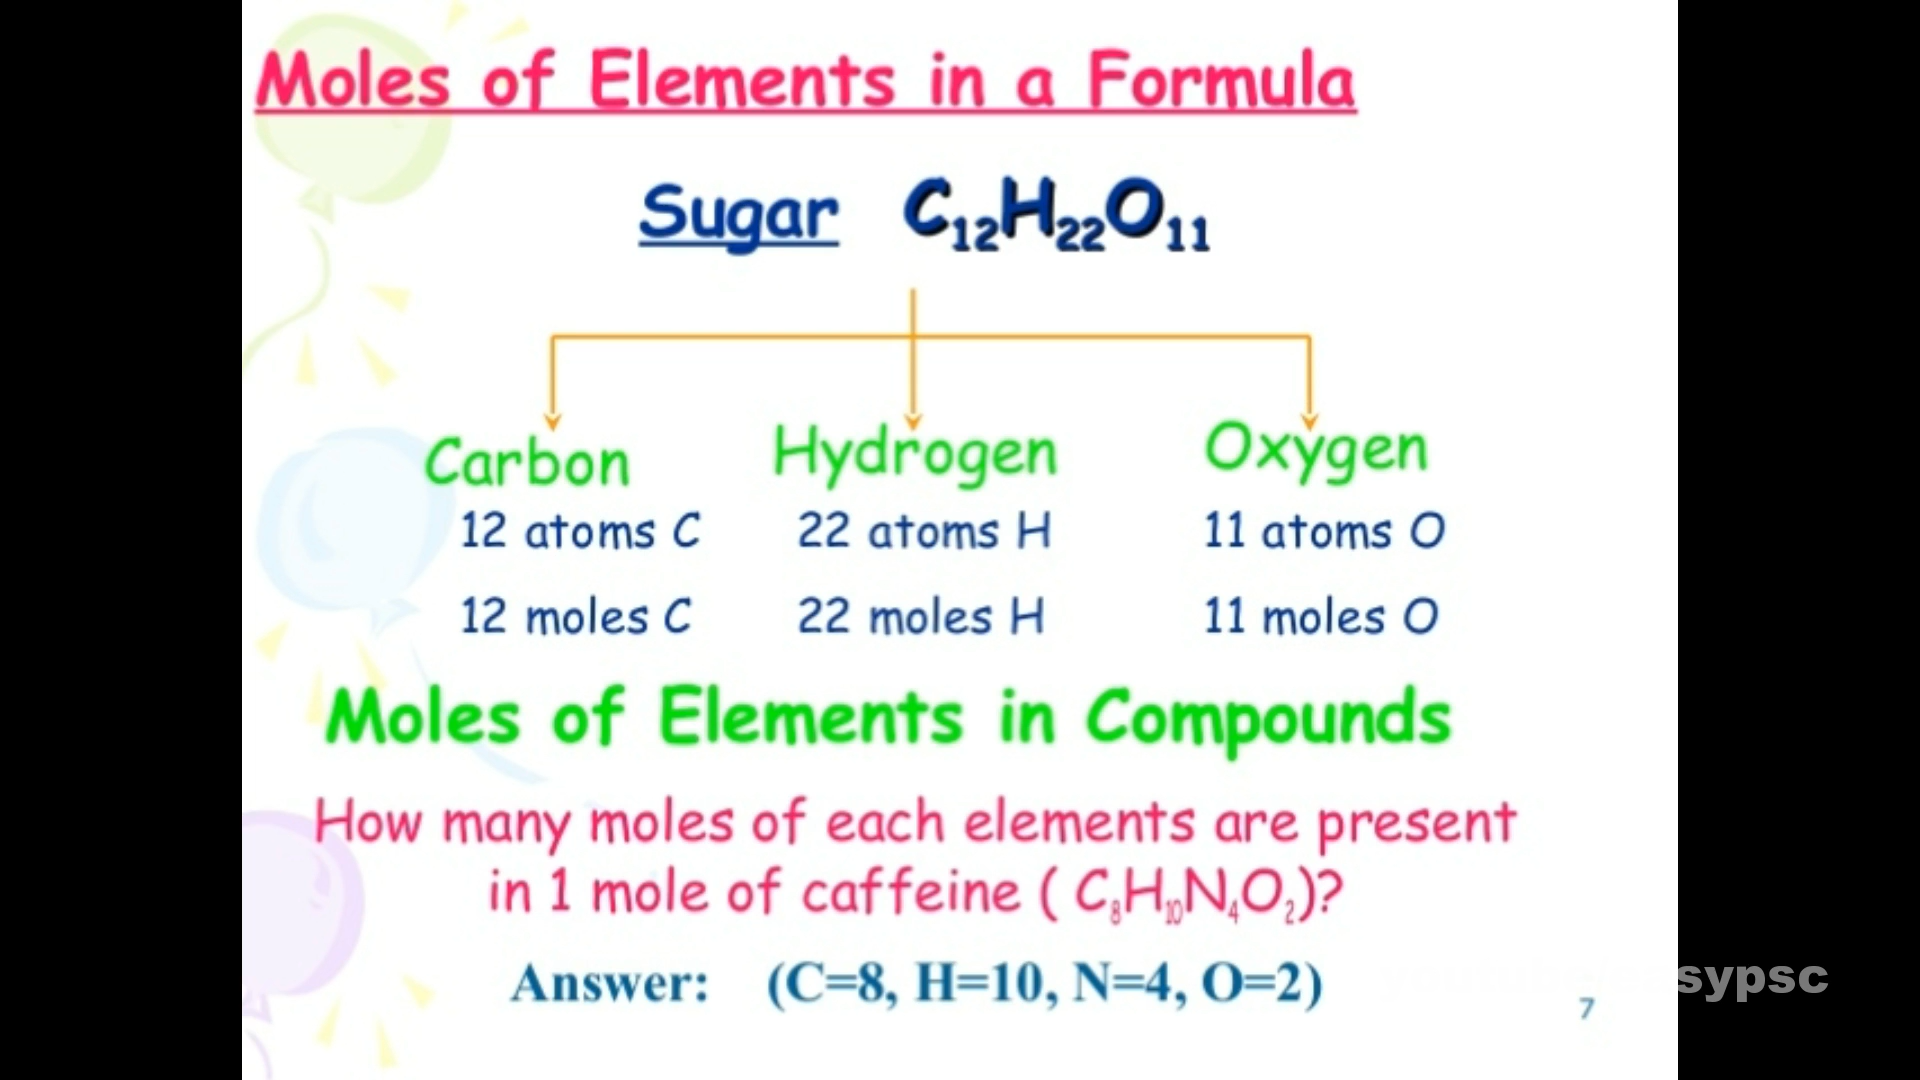 Moles of Elements in a Formula
Sugar C₁₂H₂₂O₁₁
Carbon Hydrogen Oxygen
12 atoms C 22 atoms H 11 atoms O
12 moles C 22 moles H 11 moles O
Moles of Elements in Compounds
How many moles of each elements are present
in 1 mole of caffeine ( C₈H₁₀N₄O₂)?
Answer: (C=8, H=10, N=4, O=2)
7